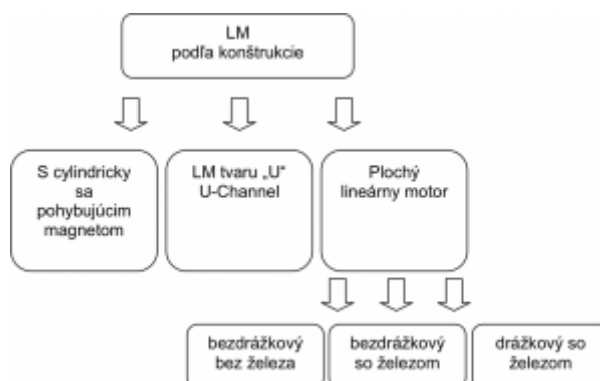 LM
podľa konštrukcie
S cylindricky
sa
pohybujúcim
magnetom
LM tvaru „U“
U-Channel
Plochý
lineárny motor
bezdrážkový
bez železa
bezdrážkový
so železom
drážkový so
železom